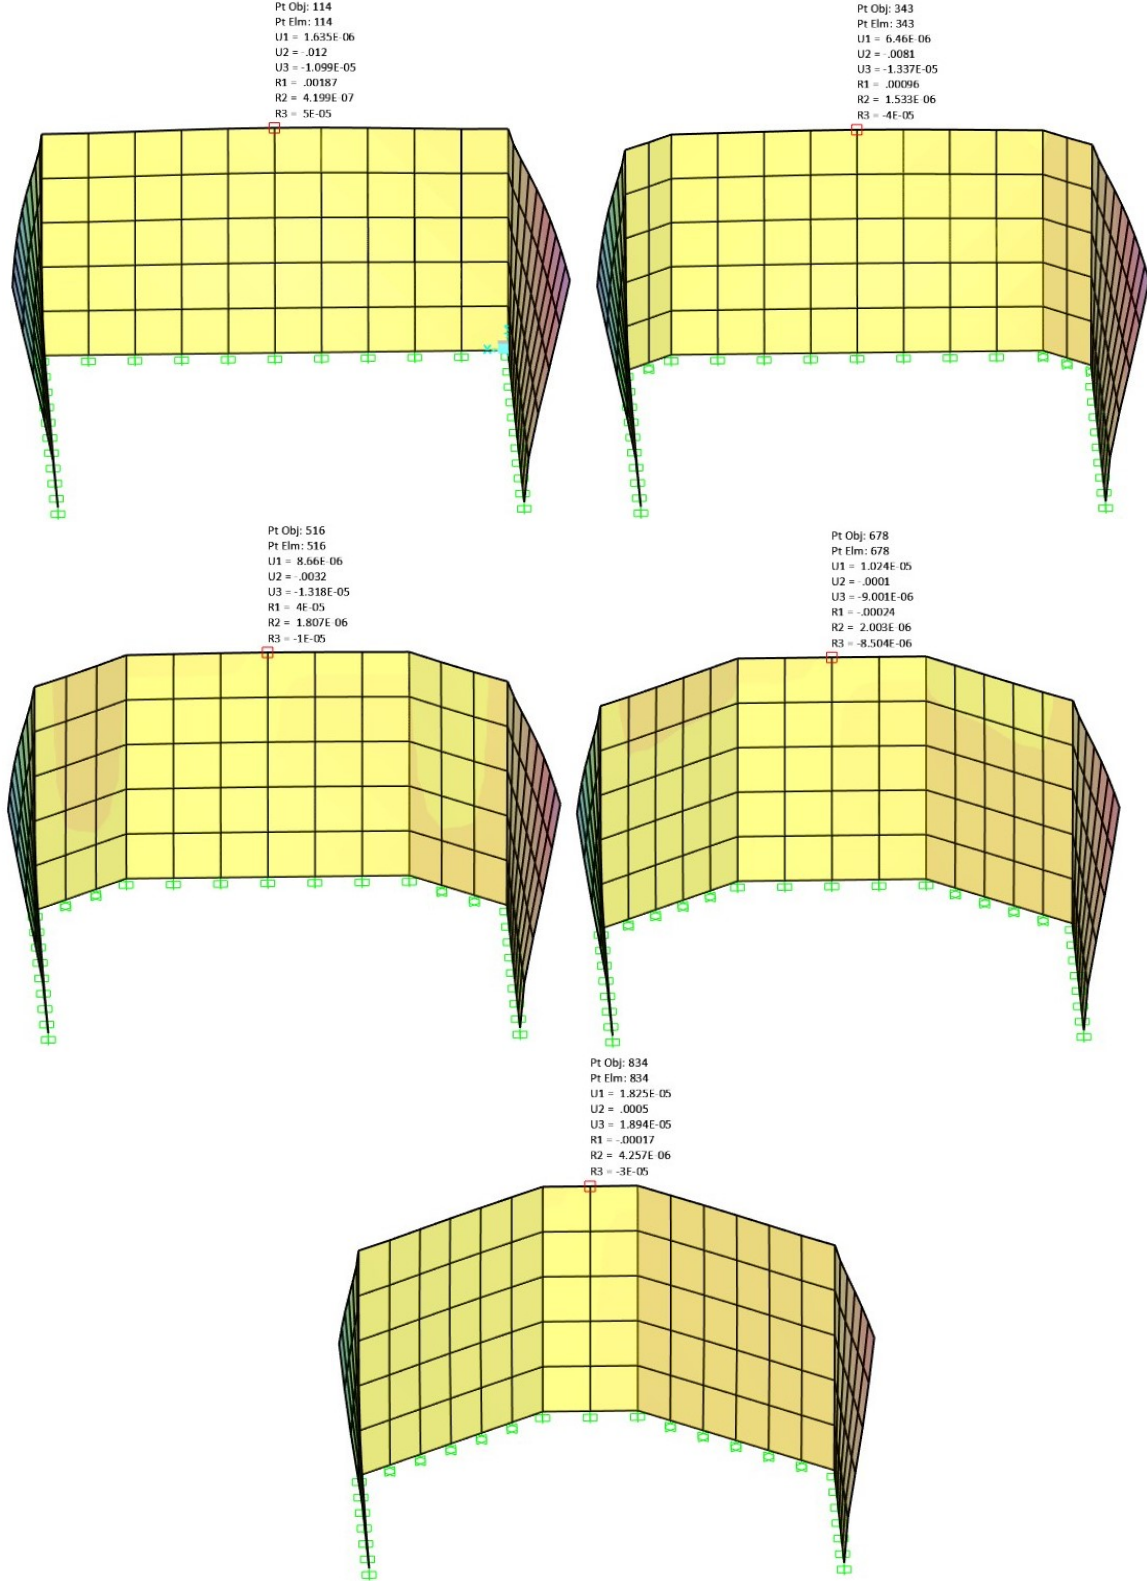 Pt Obj: 114
Pt Elm: 114
U1 = 1.635E-06
U2 = -.012
U3 = -1.099E-05
R1 = .00187
R2 = 4.199E-07
R3 = 5E-05
Pt Obj: 343
Pt Elm: 343
U1 = 6.46E-06
U2 = -.0081
U3 = -1.337E-05
R1 = .00096
R2 = 1.533E-06
R3 = -4E-05
Pt Obj: 516
Pt Elm: 516
U1 = 8.66E-06
U2 = -.0032
U3 = -1.318E-05
R1 = 4E-05
R2 = 1.807E-06
R3 = -1E-05
Pt Obj: 678
Pt Elm: 678
U1 = 1.024E-05
U2 = -.0001
U3 = -9.001E-06
R1 = -.00024
R2 = 2.003E-06
R3 = -8.504E-06
Pt Obj: 834
Pt Elm: 834
U1 = 1.825E-05
U2 = .0005
U3 = 1.894E-05
R1 = -.00017
R2 = 4.257E-06
R3 = -3E-05